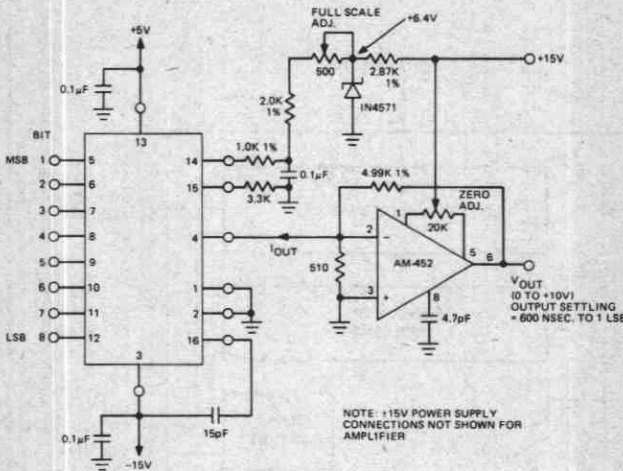 FULL SCALE
ADJ.
+6.4V
+5V
+15V
500
2.87K
1%
0.1µF
2.0K
1%
IN4571
13
BIT
MSB 1 5
14 1.0K 1%
2 6
0.1µF
4.99K 1%
15 3.3K
3 7
ZERO
ADJ.
4 8
4
IOUT
2 − 1 20K
5 9
510
AM-452
5 6
6 10
1
3 +
8
VOUT
(0 TO +10V)
OUTPUT SETTLING
= 600 NSEC. TO 1 LSB
7 11
2
4.7pF
LSB 8 12
16
3
0.1µF
15pF
−15V
NOTE: ±15V POWER SUPPLY
CONNECTIONS NOT SHOWN FOR
AMPLIFIER